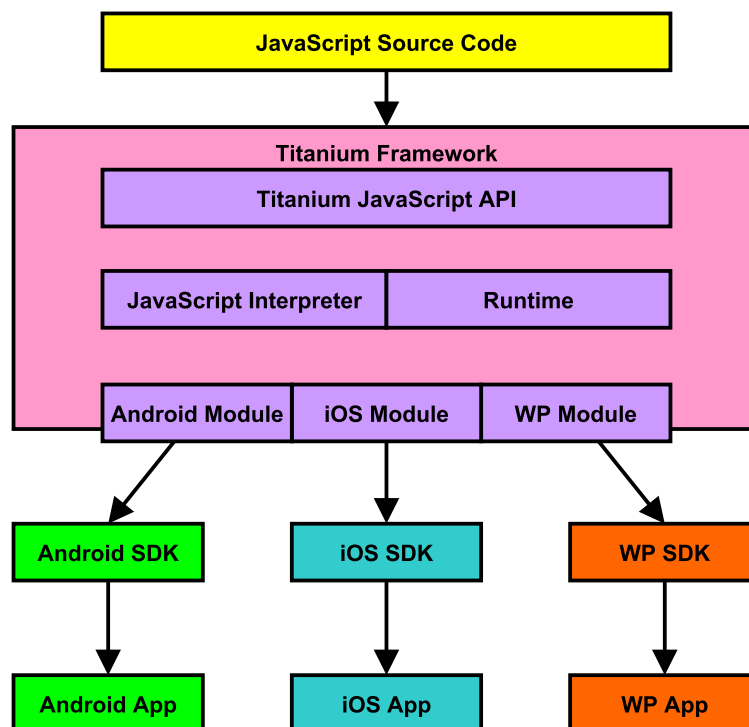 JavaScript Source Code
Titanium Framework
Titanium JavaScript API
JavaScript Interpreter
Runtime
Android Module
iOS Module
WP Module
Android SDK
iOS SDK
WP SDK
Android App
iOS App
WP App